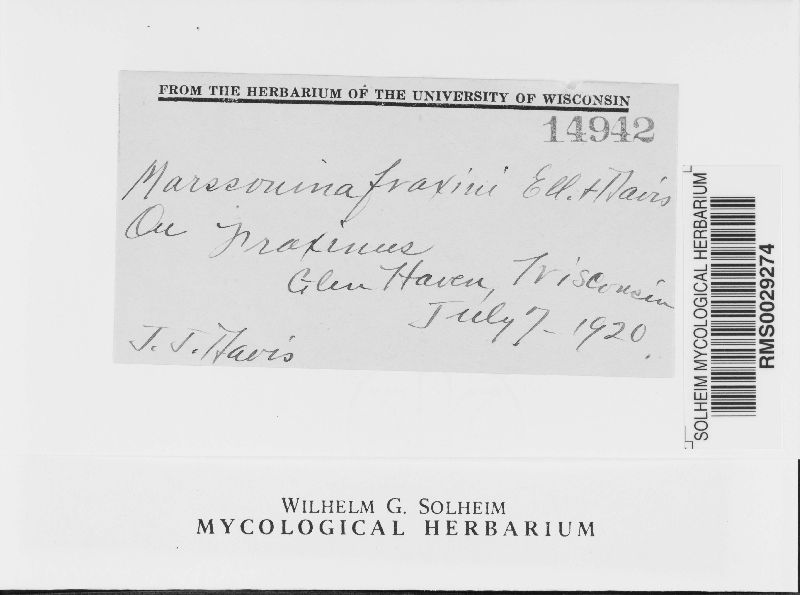 FROM THE HERBARIUM OF THE UNIVERSITY OF WISCONSIN
14942
Marssonina fraxini Ell. & Davis
On Fraxinus
Glen Haven, Wisconsin
July 7 - 1920.
J. J. Davis
SOLHEIM MYCOLOGICAL HERBARIUM
RMS0029274
WILHELM G. SOLHEIM
MYCOLOGICAL HERBARIUM